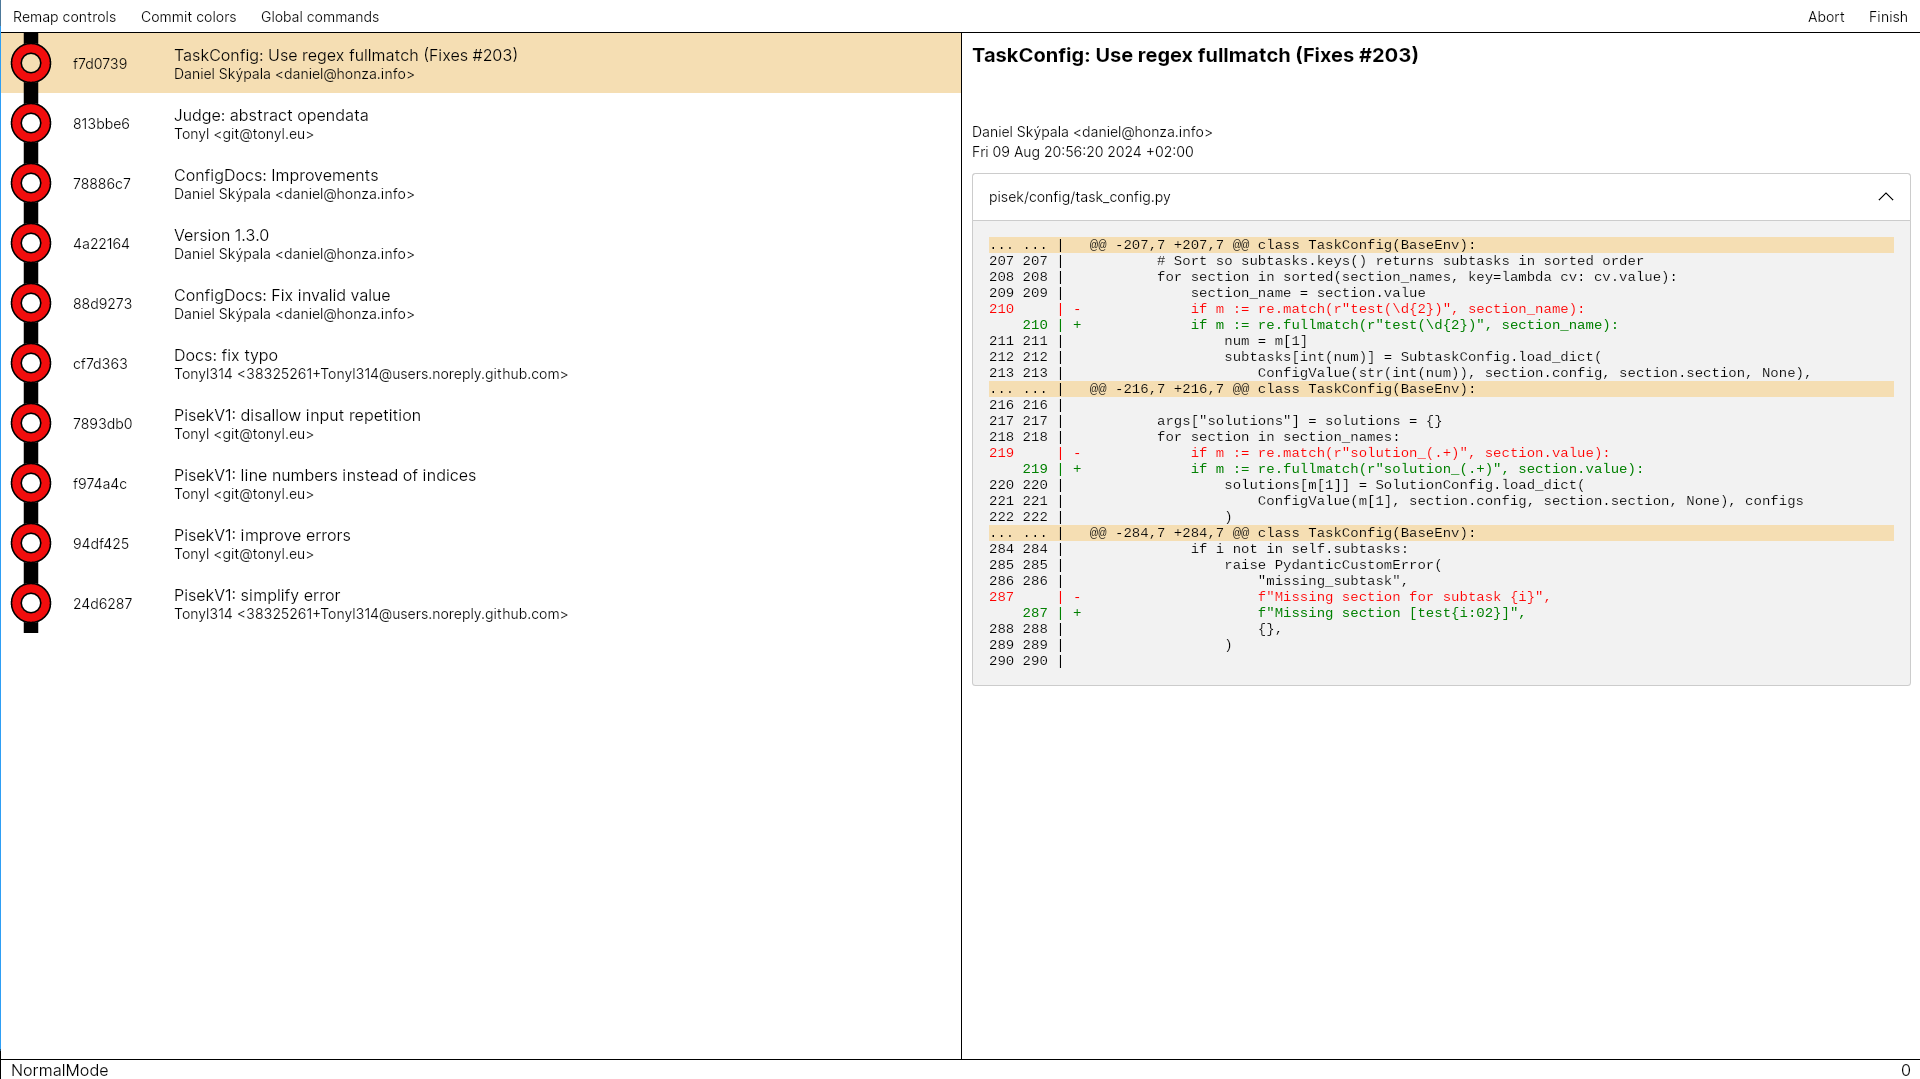 Remap controls Commit colors Global commands Abort Finish
f7d0739 TaskConfig: Use regex fullmatch (Fixes #203)
Daniel Skýpala <daniel@honza.info>
813bbe6 Judge: abstract opendata
Tonyl <git@tonyl.eu>
78886c7 ConfigDocs: Improvements
Daniel Skýpala <daniel@honza.info>
4a22164 Version 1.3.0
Daniel Skýpala <daniel@honza.info>
88d9273 ConfigDocs: Fix invalid value
Daniel Skýpala <daniel@honza.info>
cf7d363 Docs: fix typo
Tonyl314 <38325261+Tonyl314@users.noreply.github.com>
7893db0 PisekV1: disallow input repetition
Tonyl <git@tonyl.eu>
f974a4c PisekV1: line numbers instead of indices
Tonyl <git@tonyl.eu>
94df425 PisekV1: improve errors
Tonyl <git@tonyl.eu>
24d6287 PisekV1: simplify error
Tonyl314 <38325261+Tonyl314@users.noreply.github.com>
TaskConfig: Use regex fullmatch (Fixes #203)
Daniel Skýpala <daniel@honza.info>
Fri 09 Aug 20:56:20 2024 +02:00
pisek/config/task_config.py
... ... |   @@ -207,7 +207,7 @@ class TaskConfig(BaseEnv):
207 207 |           # Sort so subtasks.keys() returns subtasks in sorted order
208 208 |           for section in sorted(section_names, key=lambda cv: cv.value):
209 209 |               section_name = section.value
210     | -             if m := re.match(r"test(\d{2})", section_name):
    210 | +             if m := re.fullmatch(r"test(\d{2})", section_name):
211 211 |                   num = m[1]
212 212 |                   subtasks[int(num)] = SubtaskConfig.load_dict(
213 213 |                       ConfigValue(str(int(num)), section.config, section.section, None),
... ... |   @@ -216,7 +216,7 @@ class TaskConfig(BaseEnv):
216 216 |
217 217 |           args["solutions"] = solutions = {}
218 218 |           for section in section_names:
219     | -             if m := re.match(r"solution_(.+)", section.value):
    219 | +             if m := re.fullmatch(r"solution_(.+)", section.value):
220 220 |                   solutions[m[1]] = SolutionConfig.load_dict(
221 221 |                       ConfigValue(m[1], section.config, section.section, None), configs
222 222 |                   )
... ... |   @@ -284,7 +284,7 @@ class TaskConfig(BaseEnv):
284 284 |               if i not in self.subtasks:
285 285 |                   raise PydanticCustomError(
286 286 |                       "missing_subtask",
287     | -                     f"Missing section for subtask {i}",
    287 | +                     f"Missing section [test{i:02}]",
288 288 |                       {},
289 289 |                   )
290 290 |
NormalMode 0